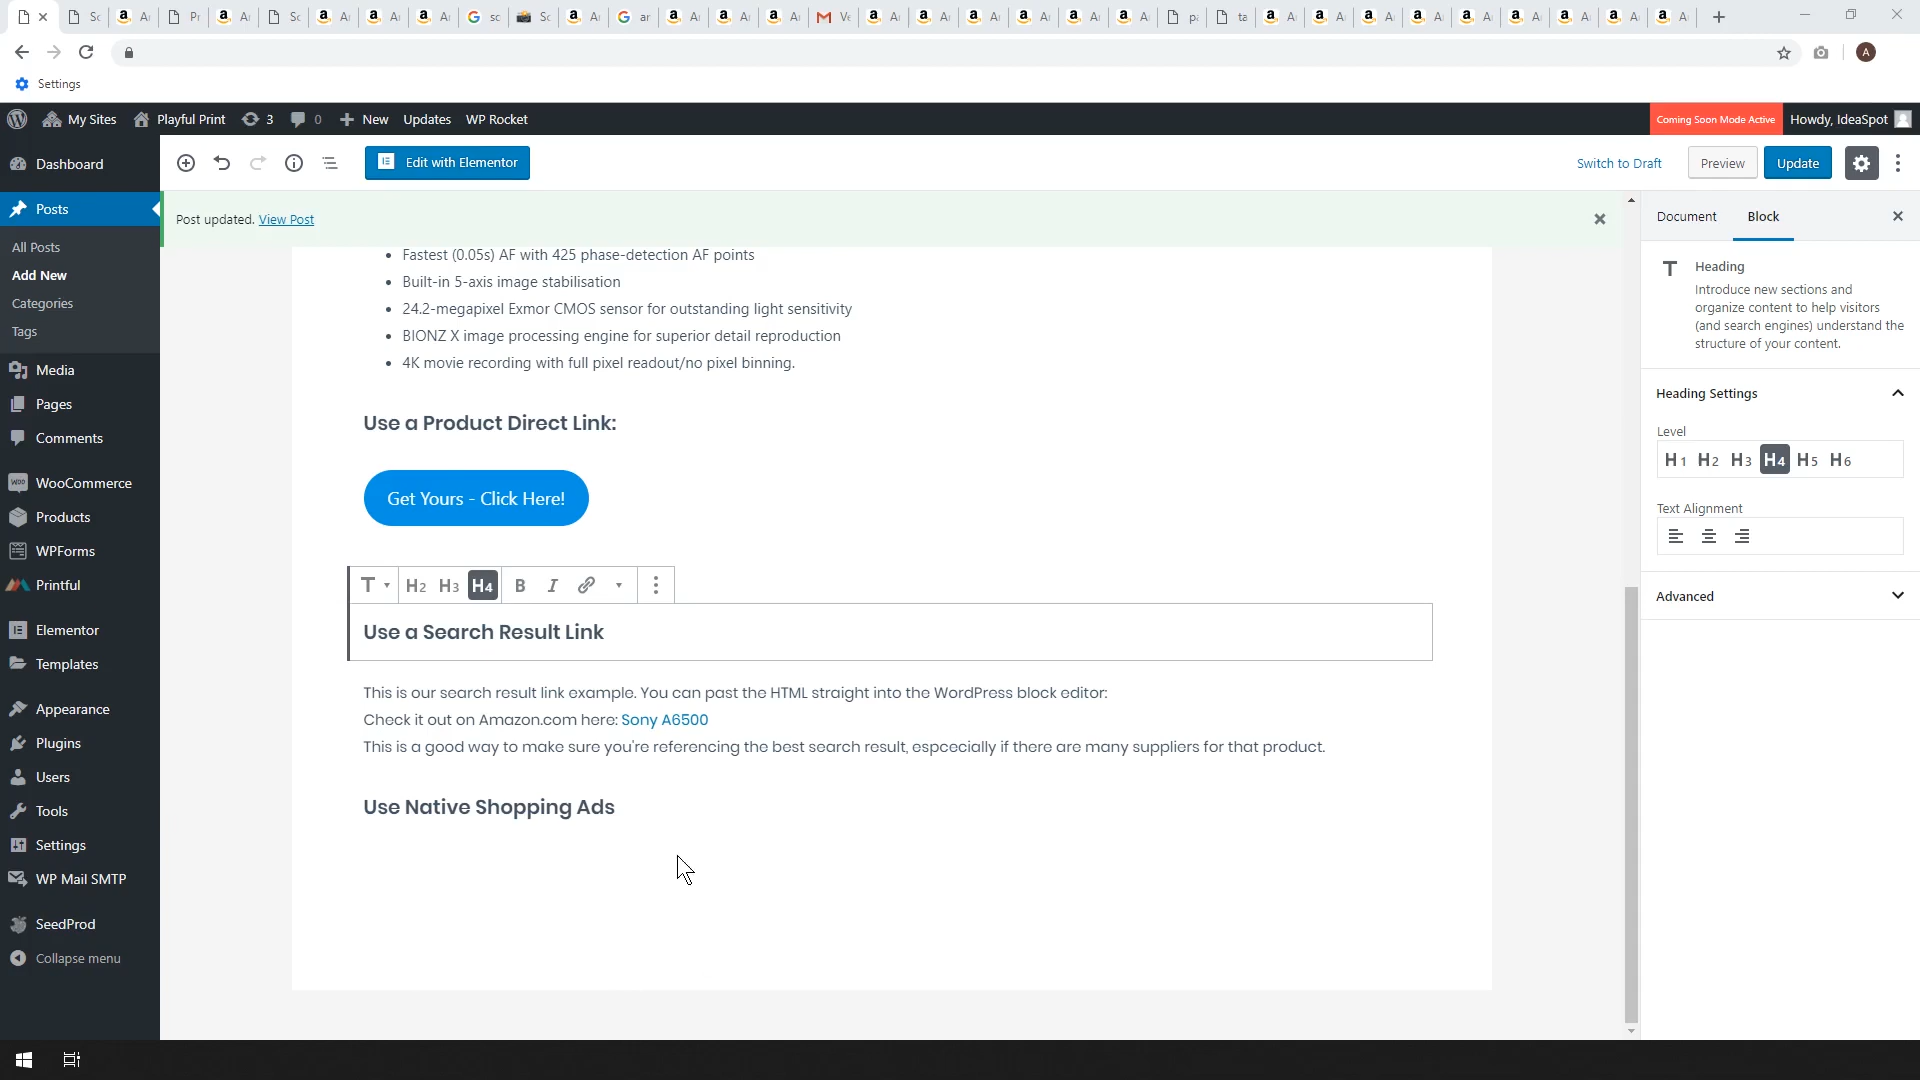 Settings
My Sites
Playful Print
3
0
New
Updates
WP Rocket
Coming Soon Mode Active
Howdy, IdeaSpot
Dashboard
Posts
All Posts
Add New
Categories
Tags
Media
Pages
Comments
WooCommerce
Products
WPForms
Printful
Elementor
Templates
Appearance
Plugins
Users
Tools
Settings
WP Mail SMTP
SeedProd
Collapse menu
Edit with Elementor
Switch to Draft
Preview
Update
Post updated. View Post
Fastest (0.05s) AF with 425 phase-detection AF points
Built-in 5-axis image stabilisation
24.2-megapixel Exmor CMOS sensor for outstanding light sensitivity
BIONZ X image processing engine for superior detail reproduction
4K movie recording with full pixel readout/no pixel binning.
Use a Product Direct Link:
Get Yours - Click Here!
T H2 H3 H4 B I
Use a Search Result Link
This is our search result link example. You can past the HTML straight into the WordPress block editor:
Check it out on Amazon.com here: Sony A6500
This is a good way to make sure you're referencing the best search result, espcecially if there are many suppliers for that product.
Use Native Shopping Ads
Document
Block
Heading
Introduce new sections and
organize content to help visitors
(and search engines) understand the
structure of your content.
Heading Settings
Level
H1 H2 H3 H4 H5 H6
Text Alignment
Advanced